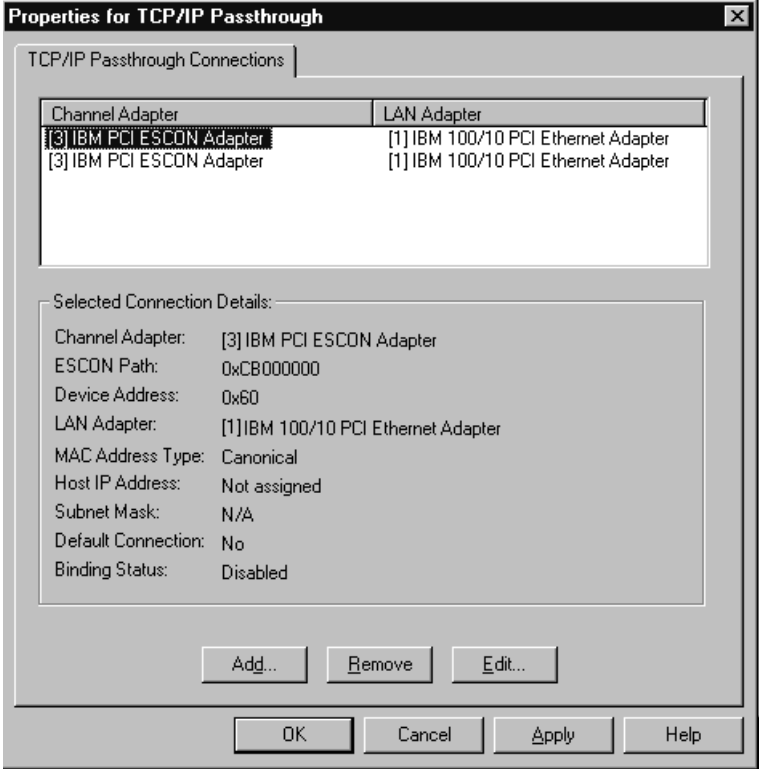 Properties for TCP/IP Passthrough
TCP/IP Passthrough Connections
Channel Adapter LAN Adapter
[3] IBM PCI ESCON Adapter [1] IBM 100/10 PCI Ethernet Adapter
[3] IBM PCI ESCON Adapter [1] IBM 100/10 PCI Ethernet Adapter
Selected Connection Details:
Channel Adapter: [3] IBM PCI ESCON Adapter
ESCON Path: 0xCB000000
Device Address: 0x60
LAN Adapter: [1] IBM 100/10 PCI Ethernet Adapter
MAC Address Type: Canonical
Host IP Address: Not assigned
Subnet Mask: N/A
Default Connection: No
Binding Status: Disabled
Add... Remove Edit...
OK Cancel Apply Help